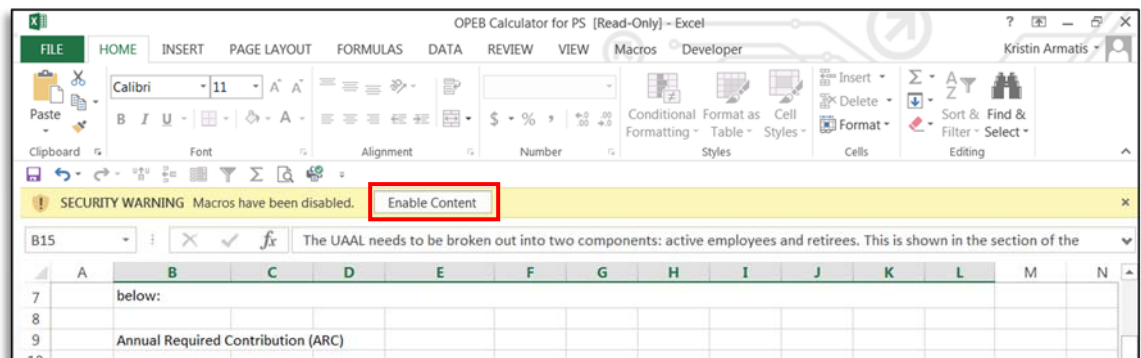 OPEB Calculator for PS [Read-Only] - Excel
FILE HOME INSERT PAGE LAYOUT FORMULAS DATA REVIEW VIEW Macros Developer Kristin Armatis
Calibri 11 A A Insert
Paste B I U A $ % , Conditional Format as Cell Delete Sort & Find &
Formatting Table Styles Format Filter Select
Clipboard Font Alignment Number Styles Cells Editing
SECURITY WARNING Macros have been disabled. Enable Content
B15 fx The UAAL needs to be broken out into two components: active employees and retirees. This is shown in the section of the
A B C D E F G H I J K L M N
7 below:
8
9 Annual Required Contribution (ARC)